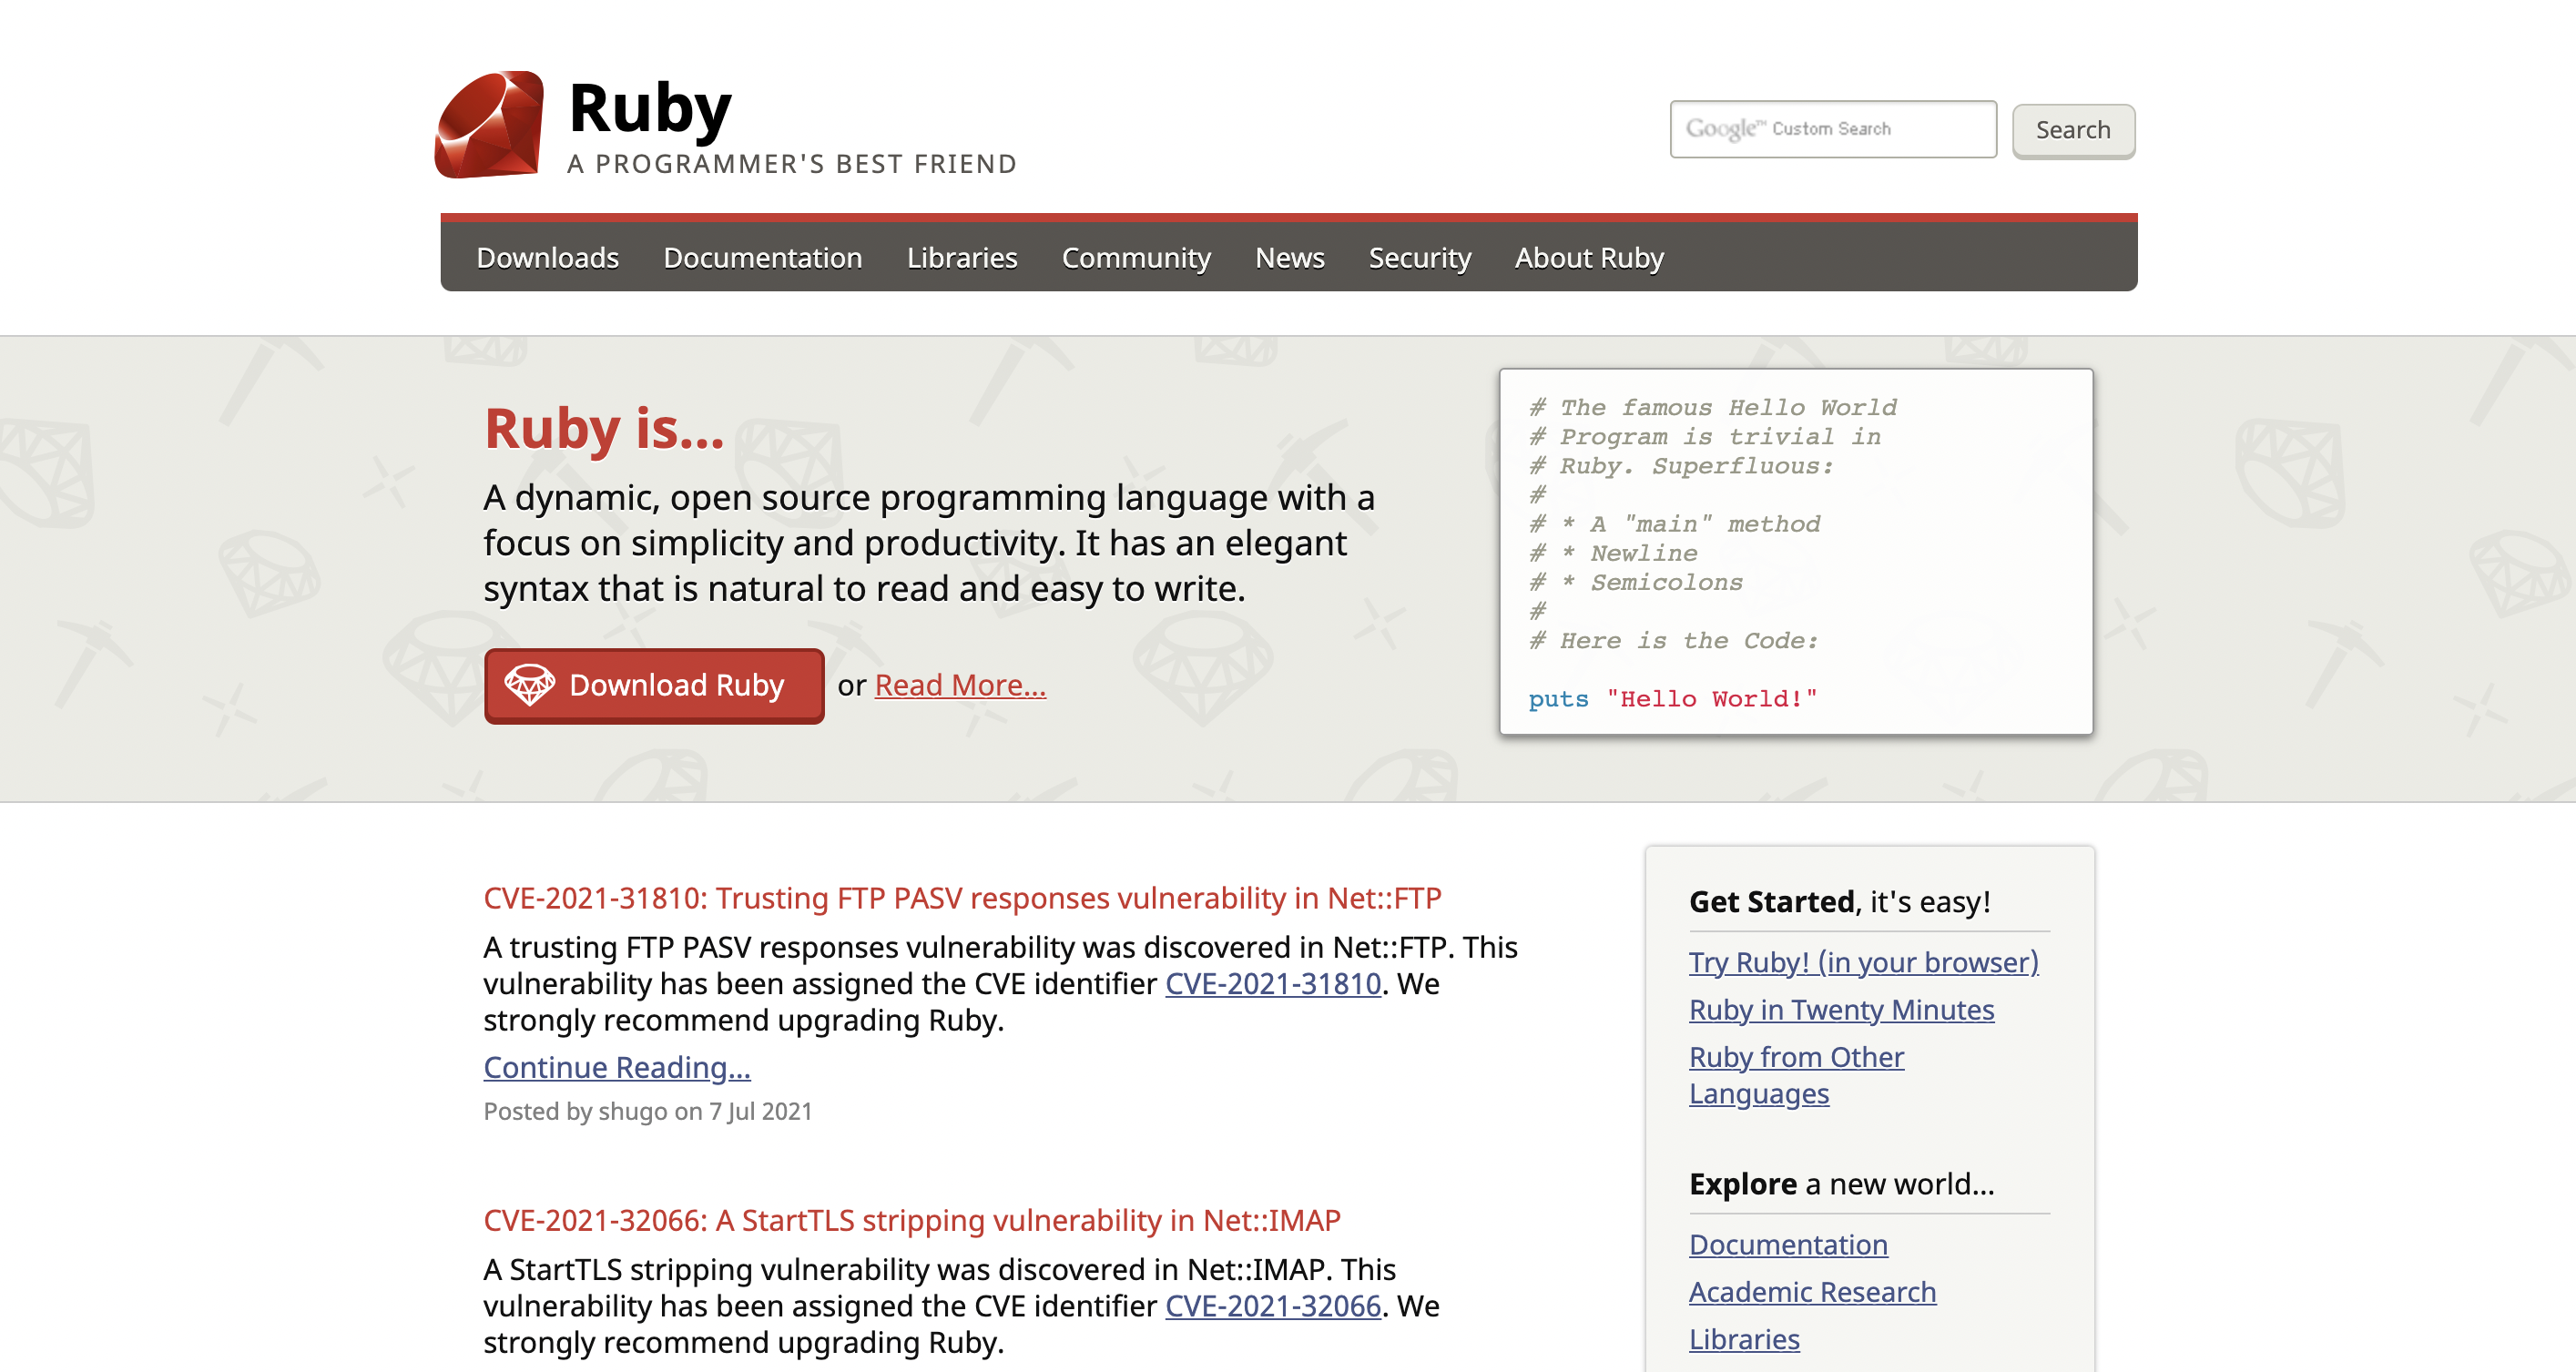 Ruby
A PROGRAMMER'S BEST FRIEND
Google™ Custom Search
Search
Downloads Documentation Libraries Community News Security About Ruby
Ruby is...
A dynamic, open source programming language with a
focus on simplicity and productivity. It has an elegant
syntax that is natural to read and easy to write.
Download Ruby or Read More...
# The famous Hello World
# Program is trivial in
# Ruby. Superfluous:
#
# * A "main" method
# * Newline
# * Semicolons
#
# Here is the Code:
puts "Hello World!"
CVE-2021-31810: Trusting FTP PASV responses vulnerability in Net::FTP
A trusting FTP PASV responses vulnerability was discovered in Net::FTP. This
vulnerability has been assigned the CVE identifier CVE-2021-31810. We
strongly recommend upgrading Ruby.
Continue Reading...
Posted by shugo on 7 Jul 2021
CVE-2021-32066: A StartTLS stripping vulnerability in Net::IMAP
A StartTLS stripping vulnerability was discovered in Net::IMAP. This
vulnerability has been assigned the CVE identifier CVE-2021-32066. We
strongly recommend upgrading Ruby.
Get Started, it's easy!
Try Ruby! (in your browser)
Ruby in Twenty Minutes
Ruby from Other
Languages
Explore a new world...
Documentation
Academic Research
Libraries